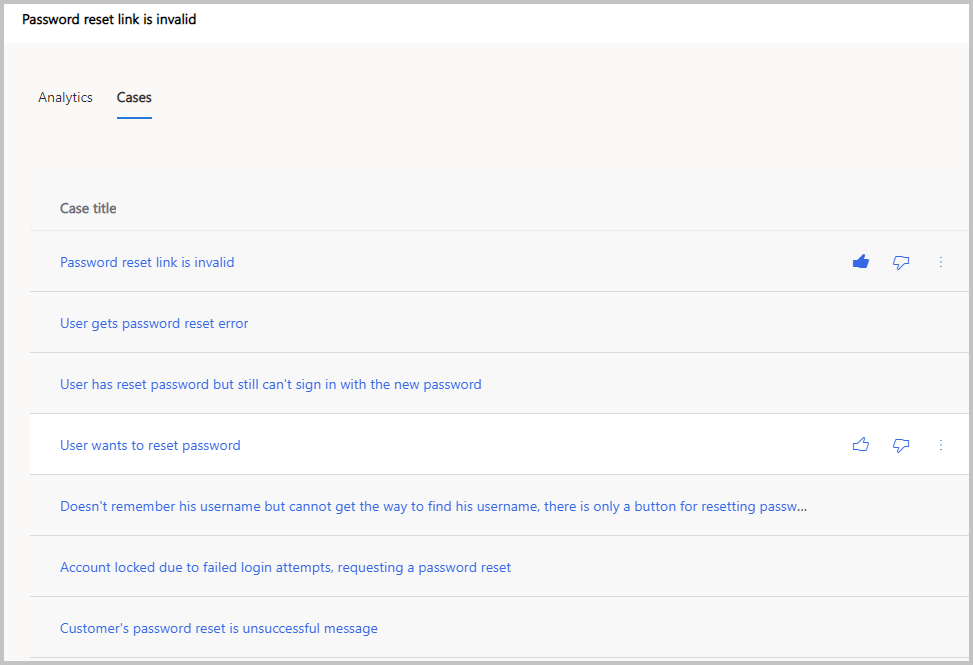 Password reset link is invalid
Analytics Cases
Case title
Password reset link is invalid
User gets password reset error
User has reset password but still can't sign in with the new password
User wants to reset password
Doesn't remember his username but cannot get the way to find his username, there is only a button for resetting passw...
Account locked due to failed login attempts, requesting a password reset
Customer's password reset is unsuccessful message